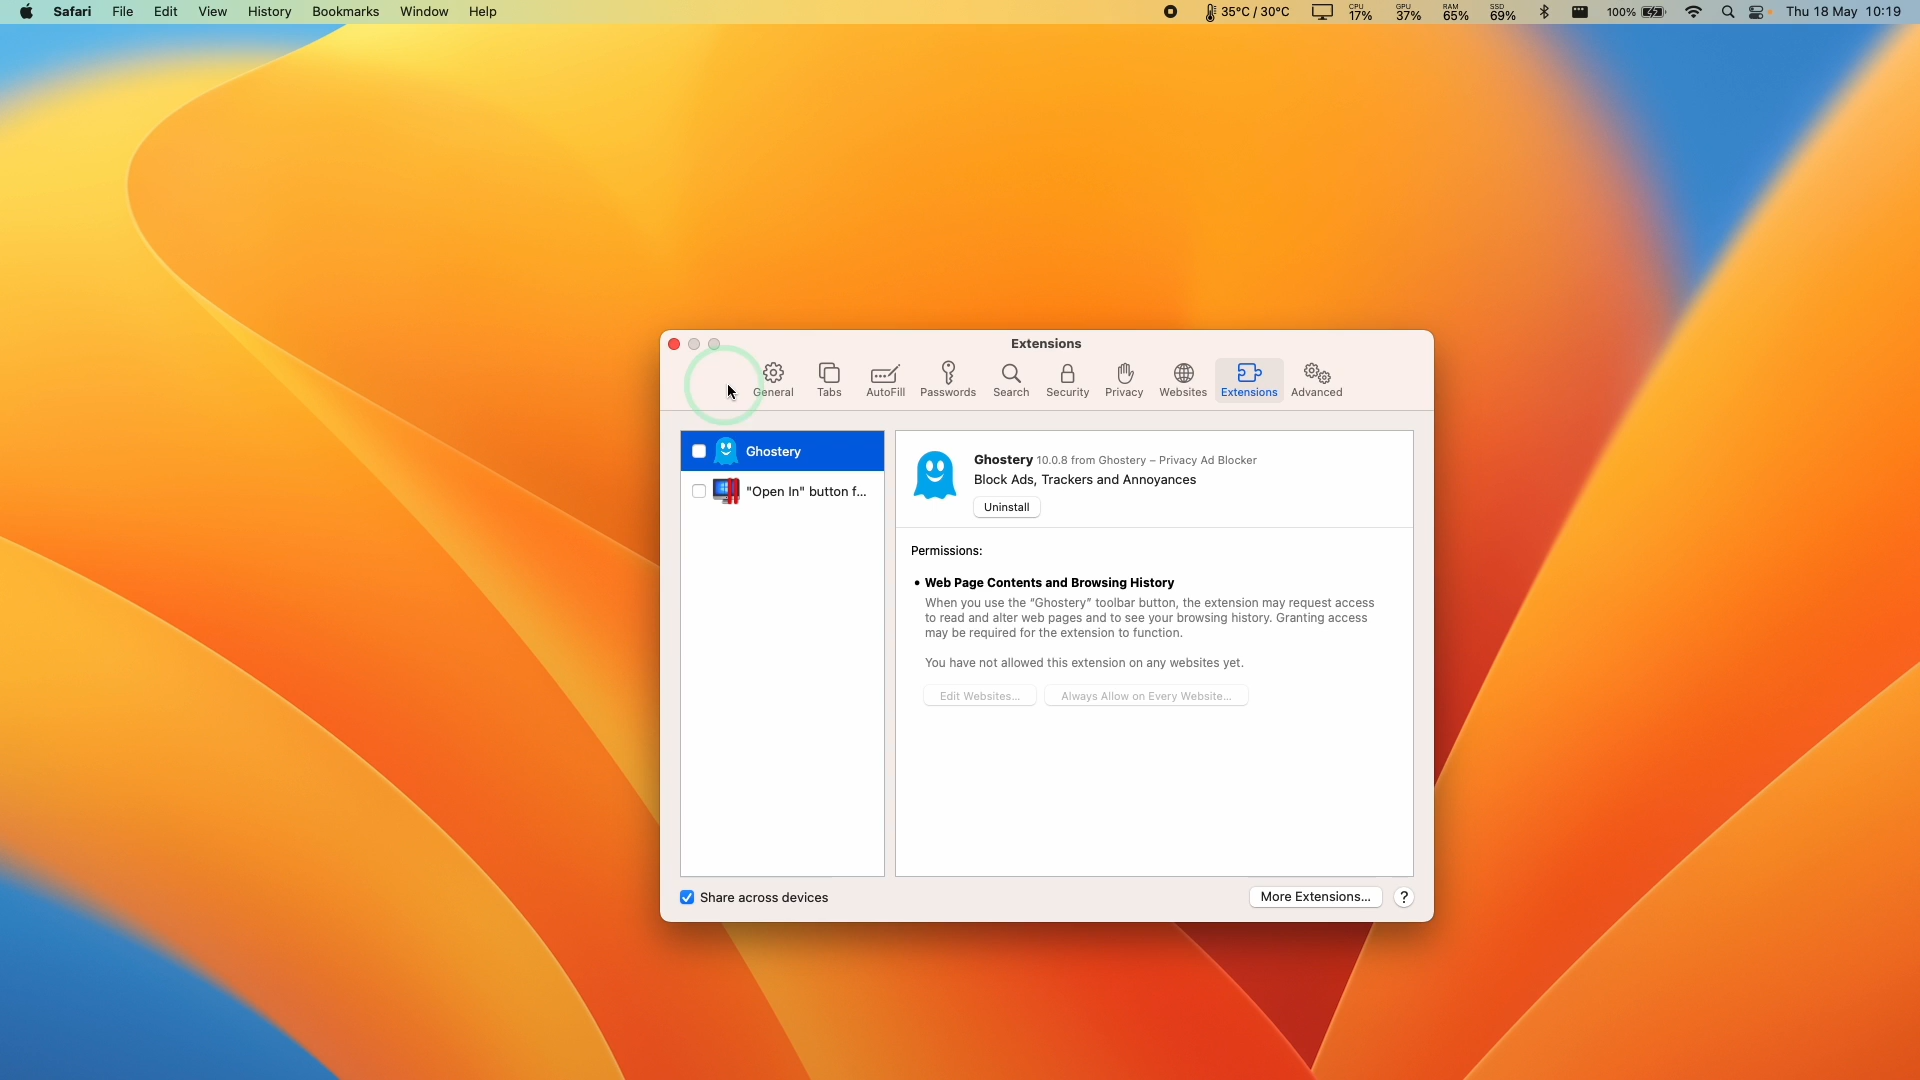 Safari File Edit View History Bookmarks Window Help 35°C / 30°C CPU 17% GPU 37% RAM 65% SSD 69% 100% Thu 18 May 10:19
Extensions
General Tabs AutoFill Passwords Search Security Privacy Websites Extensions Advanced
Ghostery
"Open In" button f...
Ghostery 10.0.8 from Ghostery – Privacy Ad Blocker
Block Ads, Trackers and Annoyances
Uninstall
Permissions:
• Web Page Contents and Browsing History
When you use the “Ghostery” toolbar button, the extension may request access
to read and alter web pages and to see your browsing history. Granting access
may be required for the extension to function.
You have not allowed this extension on any websites yet.
Edit Websites... Always Allow on Every Website...
Share across devices
More Extensions... ?